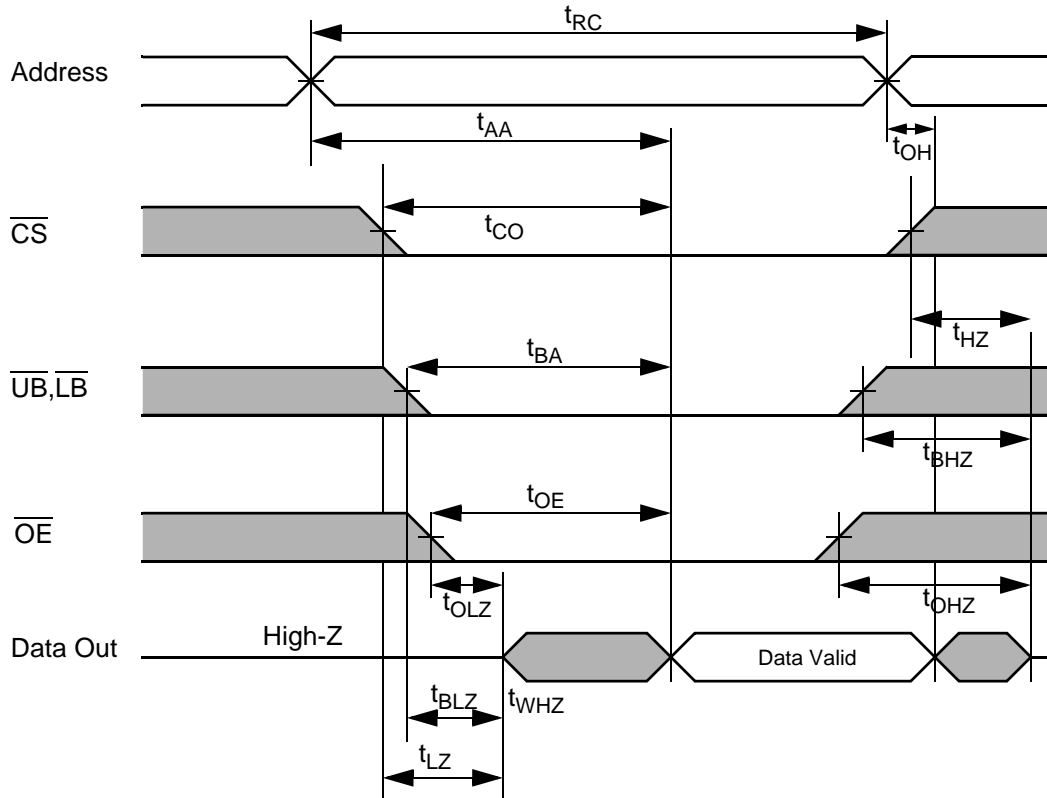 tRC
Address
tAA
tOH
CS
tCO
tHZ
tBA
UB,LB
tBHZ
tOE
OE
tOLZ
tOHZ
High-Z
Data Out
Data Valid
tBLZ
tWHZ
tLZ